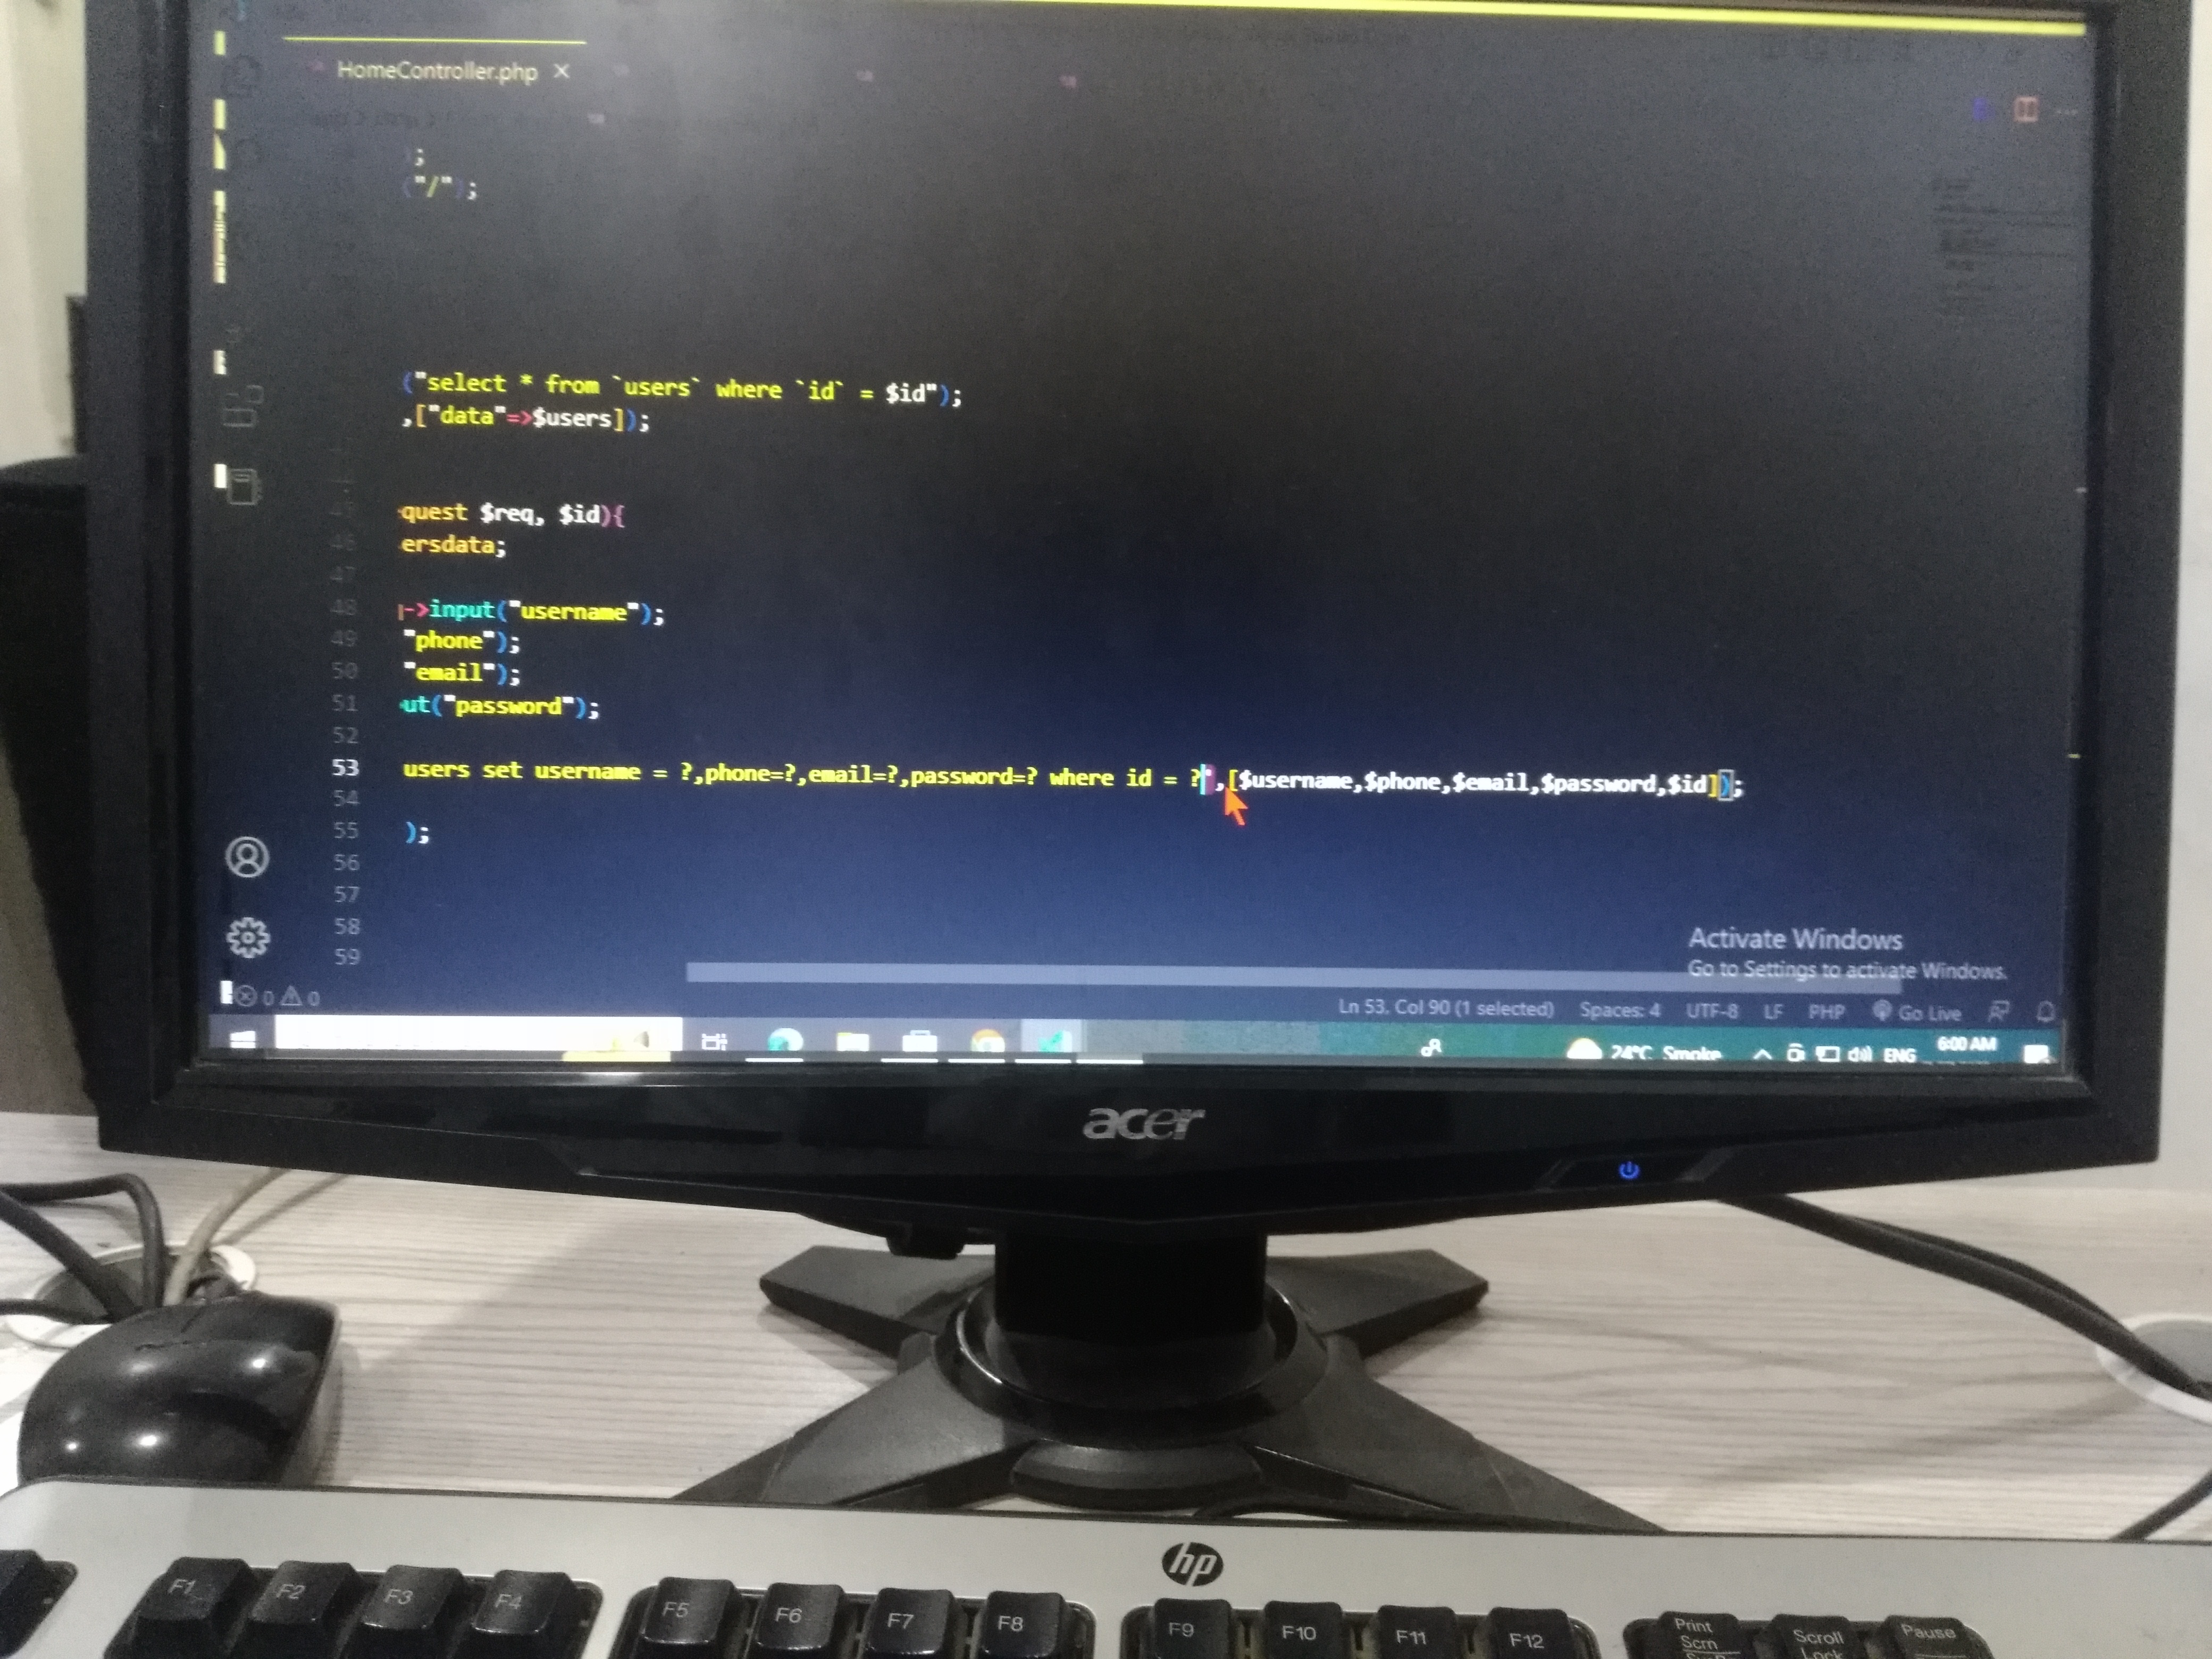 HomeController.php ×
;
("/");
("select * from `users` where `id` = $id");
,["data"=>$users]);
45 quest $req, $id){
46 ersdata;
47
48 ->input("username");
49 "phone");
50 "email");
51 ut("password");
52
53 users set username = ?,phone=?,email=?,password=? where id = ?",[$username,$phone,$email,$password,$id]);
54
55 );
56
57
58
59
Activate Windows
Go to Settings to activate Windows.
0 0
Ln 53, Col 90 (1 selected) Spaces: 4 UTF-8 LF PHP Go Live
24°C Smoke ENG 6:00 AM
acer
hp
F1 F2 F3 F4 F5 F6 F7 F8 F9 F10 F11 F12
Print Scrn
Scroll Lock
Pause